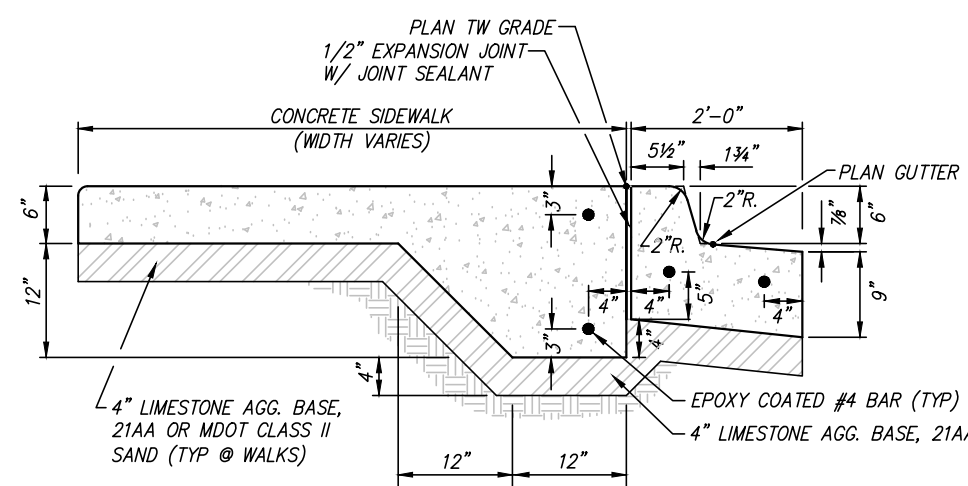 PLAN TW GRADE
1/2" EXPANSION JOINT
W/ JOINT SEALANT
CONCRETE SIDEWALK
(WIDTH VARIES)
2'-0"
5½"
1¾"
PLAN GUTTER
6"
3"
2"R.
2"R.
⅞"
6"
12"
4"
4"
5"
4"
9"
3"
4"
4"
4" LIMESTONE AGG. BASE,
21AA OR MDOT CLASS II
SAND (TYP @ WALKS)
EPOXY COATED #4 BAR (TYP)
4" LIMESTONE AGG. BASE,
12"
12"